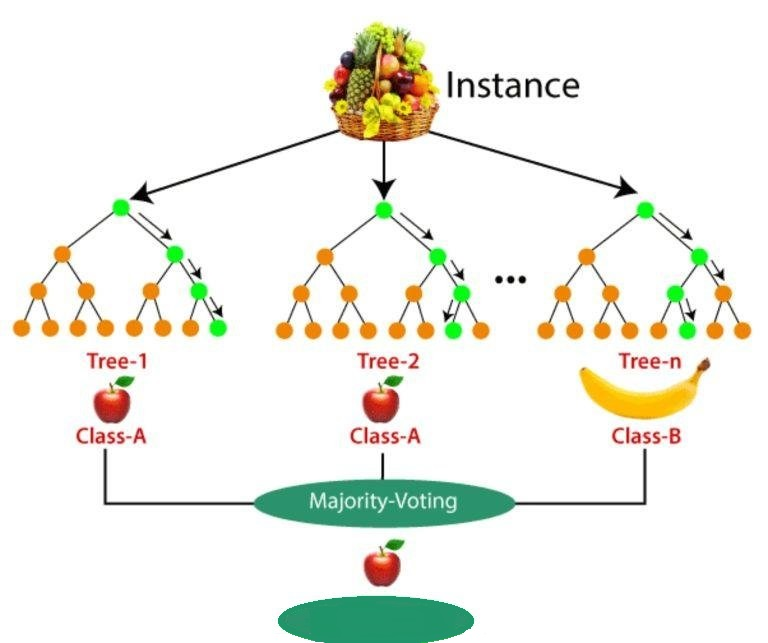 Instance
...
Tree-1
Tree-2
Tree-n
Class-A
Class-A
Class-B
Majority-Voting